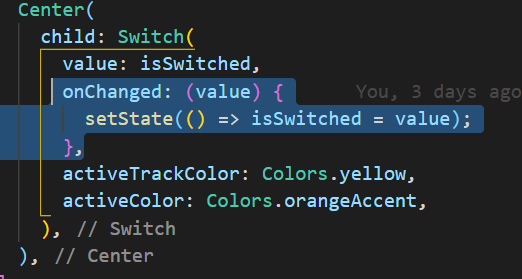 Center(
child: Switch(
value: isSwitched,
onChanged: (value) { You, 3 days ago
setState(() => isSwitched = value);
},
activeTrackColor: Colors.yellow,
activeColor: Colors.orangeAccent,
), // Switch
), // Center